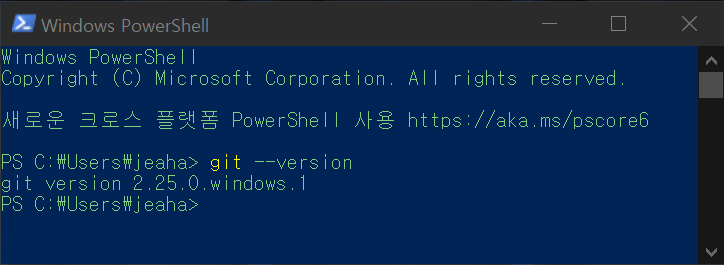 Windows PowerShell
Windows PowerShell
Copyright (C) Microsoft Corporation. All rights reserved.
새로운 크로스 플랫폼 PowerShell 사용 https://aka.ms/pscore6
PS C:₩Users₩jeaha> git --version
git version 2.25.0.windows.1
PS C:₩Users₩jeaha>